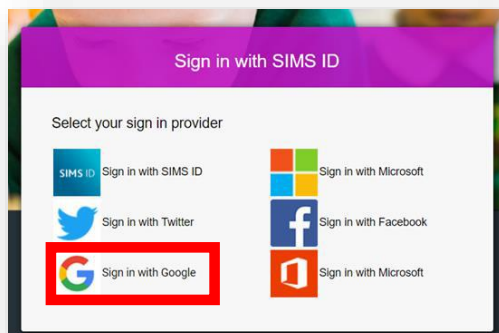 Sign in with SIMS ID
Select your sign in provider
SIMS ID Sign in with SIMS ID
Sign in with Microsoft
Sign in with Twitter
Sign in with Facebook
Sign in with Google
Sign in with Microsoft